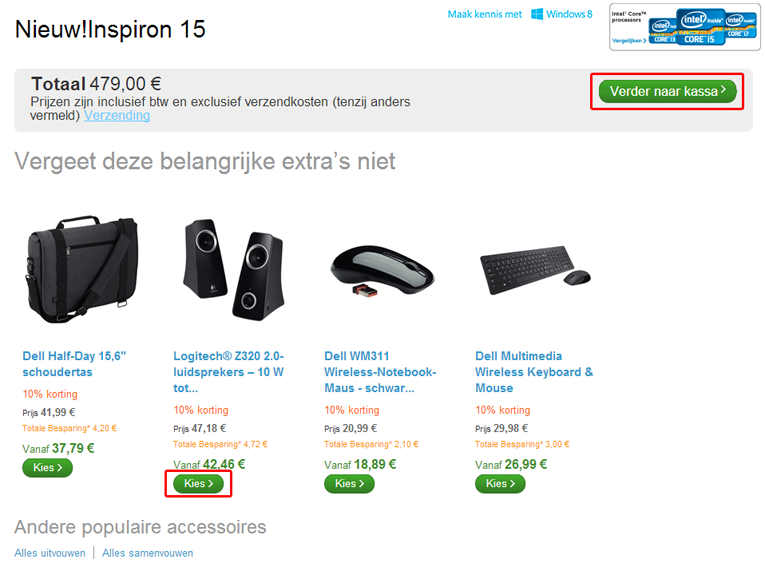 Nieuw!Inspiron 15
Maak kennis met Windows 8
Intel® Core™
processors
Vergelijken >
intel inside™
CORE i3
CORE i5
CORE i7
Totaal 479,00 €
Prijzen zijn inclusief btw en exclusief verzendkosten (tenzij anders
vermeld) Verzending
Verder naar kassa >
Vergeet deze belangrijke extra's niet
Dell Half-Day 15,6"
schoudertas
10% korting
Prijs 41,99 €
Totale Besparing* 4,20 €
Vanaf 37,79 €
Kies >
Logitech® Z320 2.0-
luidsprekers – 10 W
tot...
10% korting
Prijs 47,18 €
Totale Besparing* 4,72 €
Vanaf 42,46 €
Kies >
Dell WM311
Wireless-Notebook-
Maus - schwar...
10% korting
Prijs 20,99 €
Totale Besparing* 2,10 €
Vanaf 18,89 €
Kies >
Dell Multimedia
Wireless Keyboard &
Mouse
10% korting
Prijs 29,98 €
Totale Besparing* 3,00 €
Vanaf 26,99 €
Kies >
Andere populaire accessoires
Alles uitvouwen | Alles samenvouwen